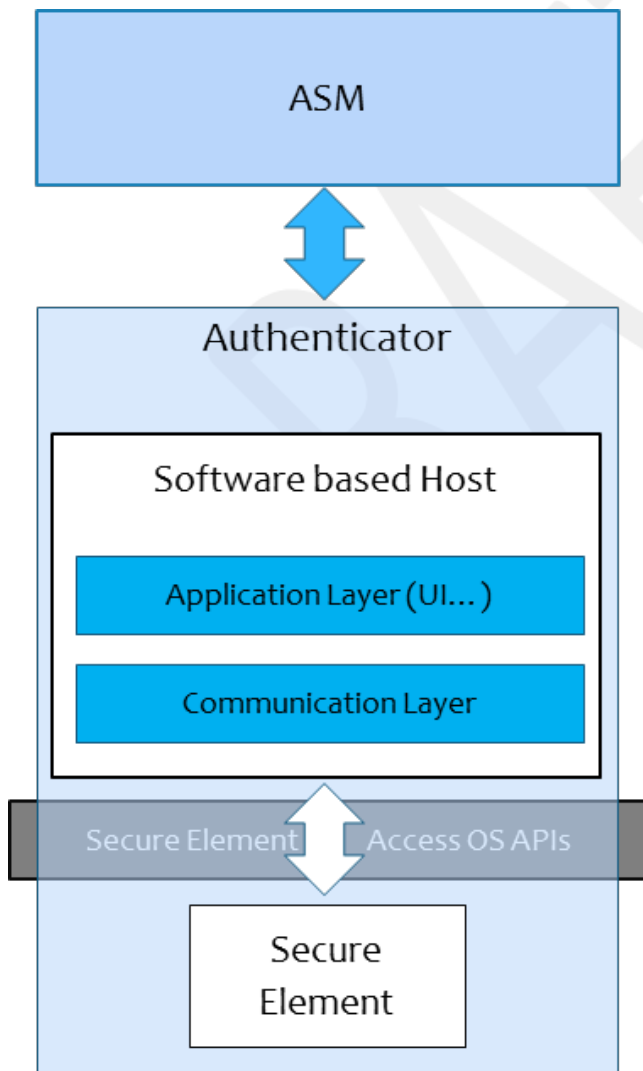 ASM
Authenticator
Software based Host
Application Layer (UI... )
Communication Layer
Secure Element Access OS APIs
Secure
Element